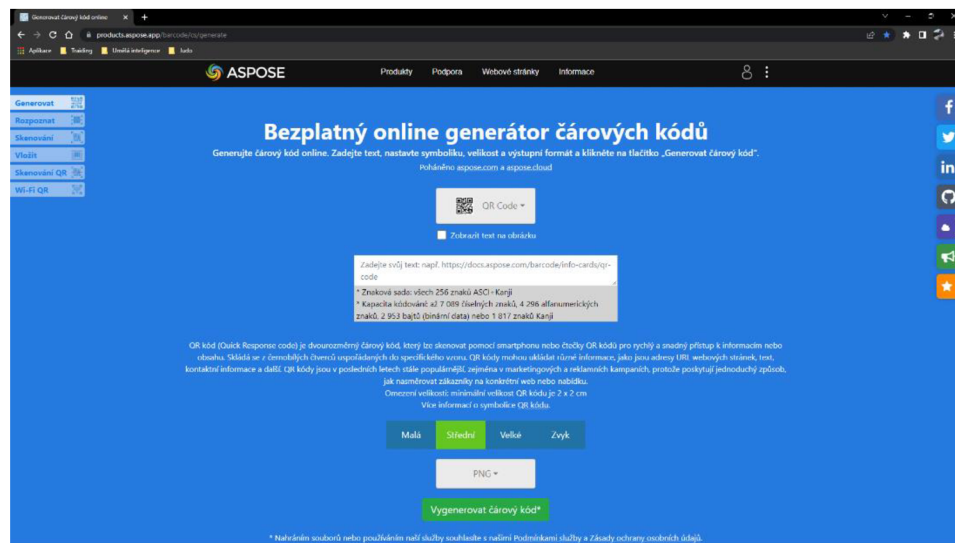 Generovat čárový kód online
products.aspose.app/barcode/cs/generate
Aplikace Traiding Umělá inteligence Judo
ASPOSE Produkty Podpora Webové stránky Informace
Generovat
Rozpoznat
Skenování
Vložit
Skenování QR
Wi-Fi QR
Bezplatný online generátor čárových kódů
Generujte čárový kód online. Zadejte text, nastavte symboliku, velikost a výstupní formát a klikněte na tlačítko „Generovat čárový kód“.
Poháněno aspose.com a aspose.cloud
QR Code
Zobrazit text na obrázku
Zadejte svůj text: např. https://docs.aspose.com/barcode/info-cards/qr-
code
* Znaková sada: všech 256 znaků ASCI - Kanji
* Kapacita kódování: až 7 089 číselných znaků, 4 296 alfanumerických
znaků, 2 953 bajtů (binární data) nebo 1 817 znaků Kanji
QR kód (Quick Response code) je dvourozměrný čárový kód, který lze skenovat pomocí smartphonu nebo čtečky QR kódů pro rychlý a snadný přístup k informacím nebo
obsahu. Skládá se z černobílých čtverců uspořádaných do specifického vzoru. QR kódy mohou ukládat různé informace, jako jsou adresy URL webových stránek, text,
kontaktní informace a další. QR kódy jsou v posledních letech stále populárnější, zejména v marketingových a reklamních kampaních, protože poskytují jednoduchý způsob,
jak nasměrovat zákazníky na konkrétní web nebo nabídku.
Omezení velikosti: minimální velikost QR kódu je 2 x 2 cm
Více informací o symbolice QR kódu.
Malá Střední Velké Zvyk
PNG
Vygenerovat čárový kód*
* Nahráním souborů nebo používáním naší služby souhlasíte s našimi Podmínkami služby a Zásady ochrany osobních údajů.